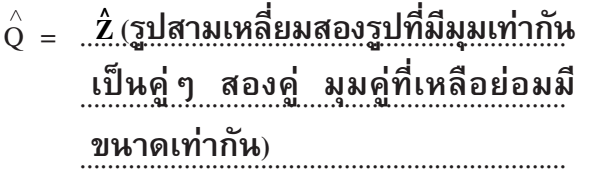 Q̂ = Ẑ (รูปสามเหลี่ยมสองรูปที่มีมุมเท่ากัน
เป็นคู่ ๆ สองคู่ มุมคู่ที่เหลือย่อมมี
ขนาดเท่ากัน)